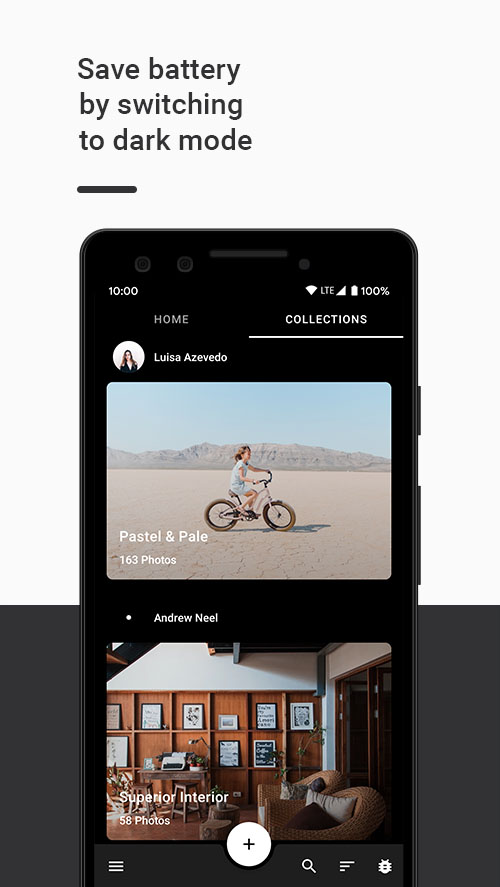 Save battery
by switching
to dark mode
10:00
LTE
100%
HOME
COLLECTIONS
Luisa Azevedo
Pastel & Pale
163 Photos
Andrew Neel
Superior Interior
58 Photos